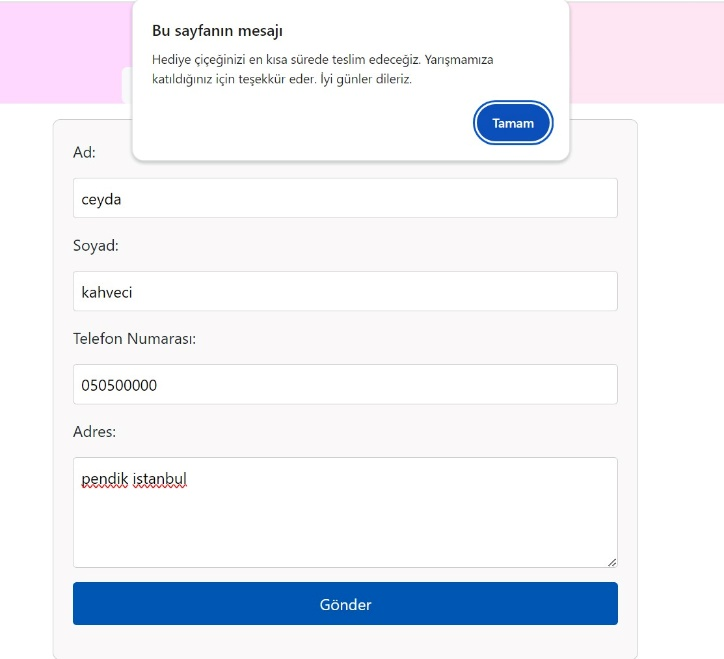 Bu sayfanın mesajı
Hediye çiçeğinizi en kısa sürede teslim edeceğiz. Yarışmamıza
katıldığınız için teşekkür eder. İyi günler dileriz.
Tamam
Ad:
ceyda
Soyad:
kahveci
Telefon Numarası:
050500000
Adres:
pendik istanbul
Gönder